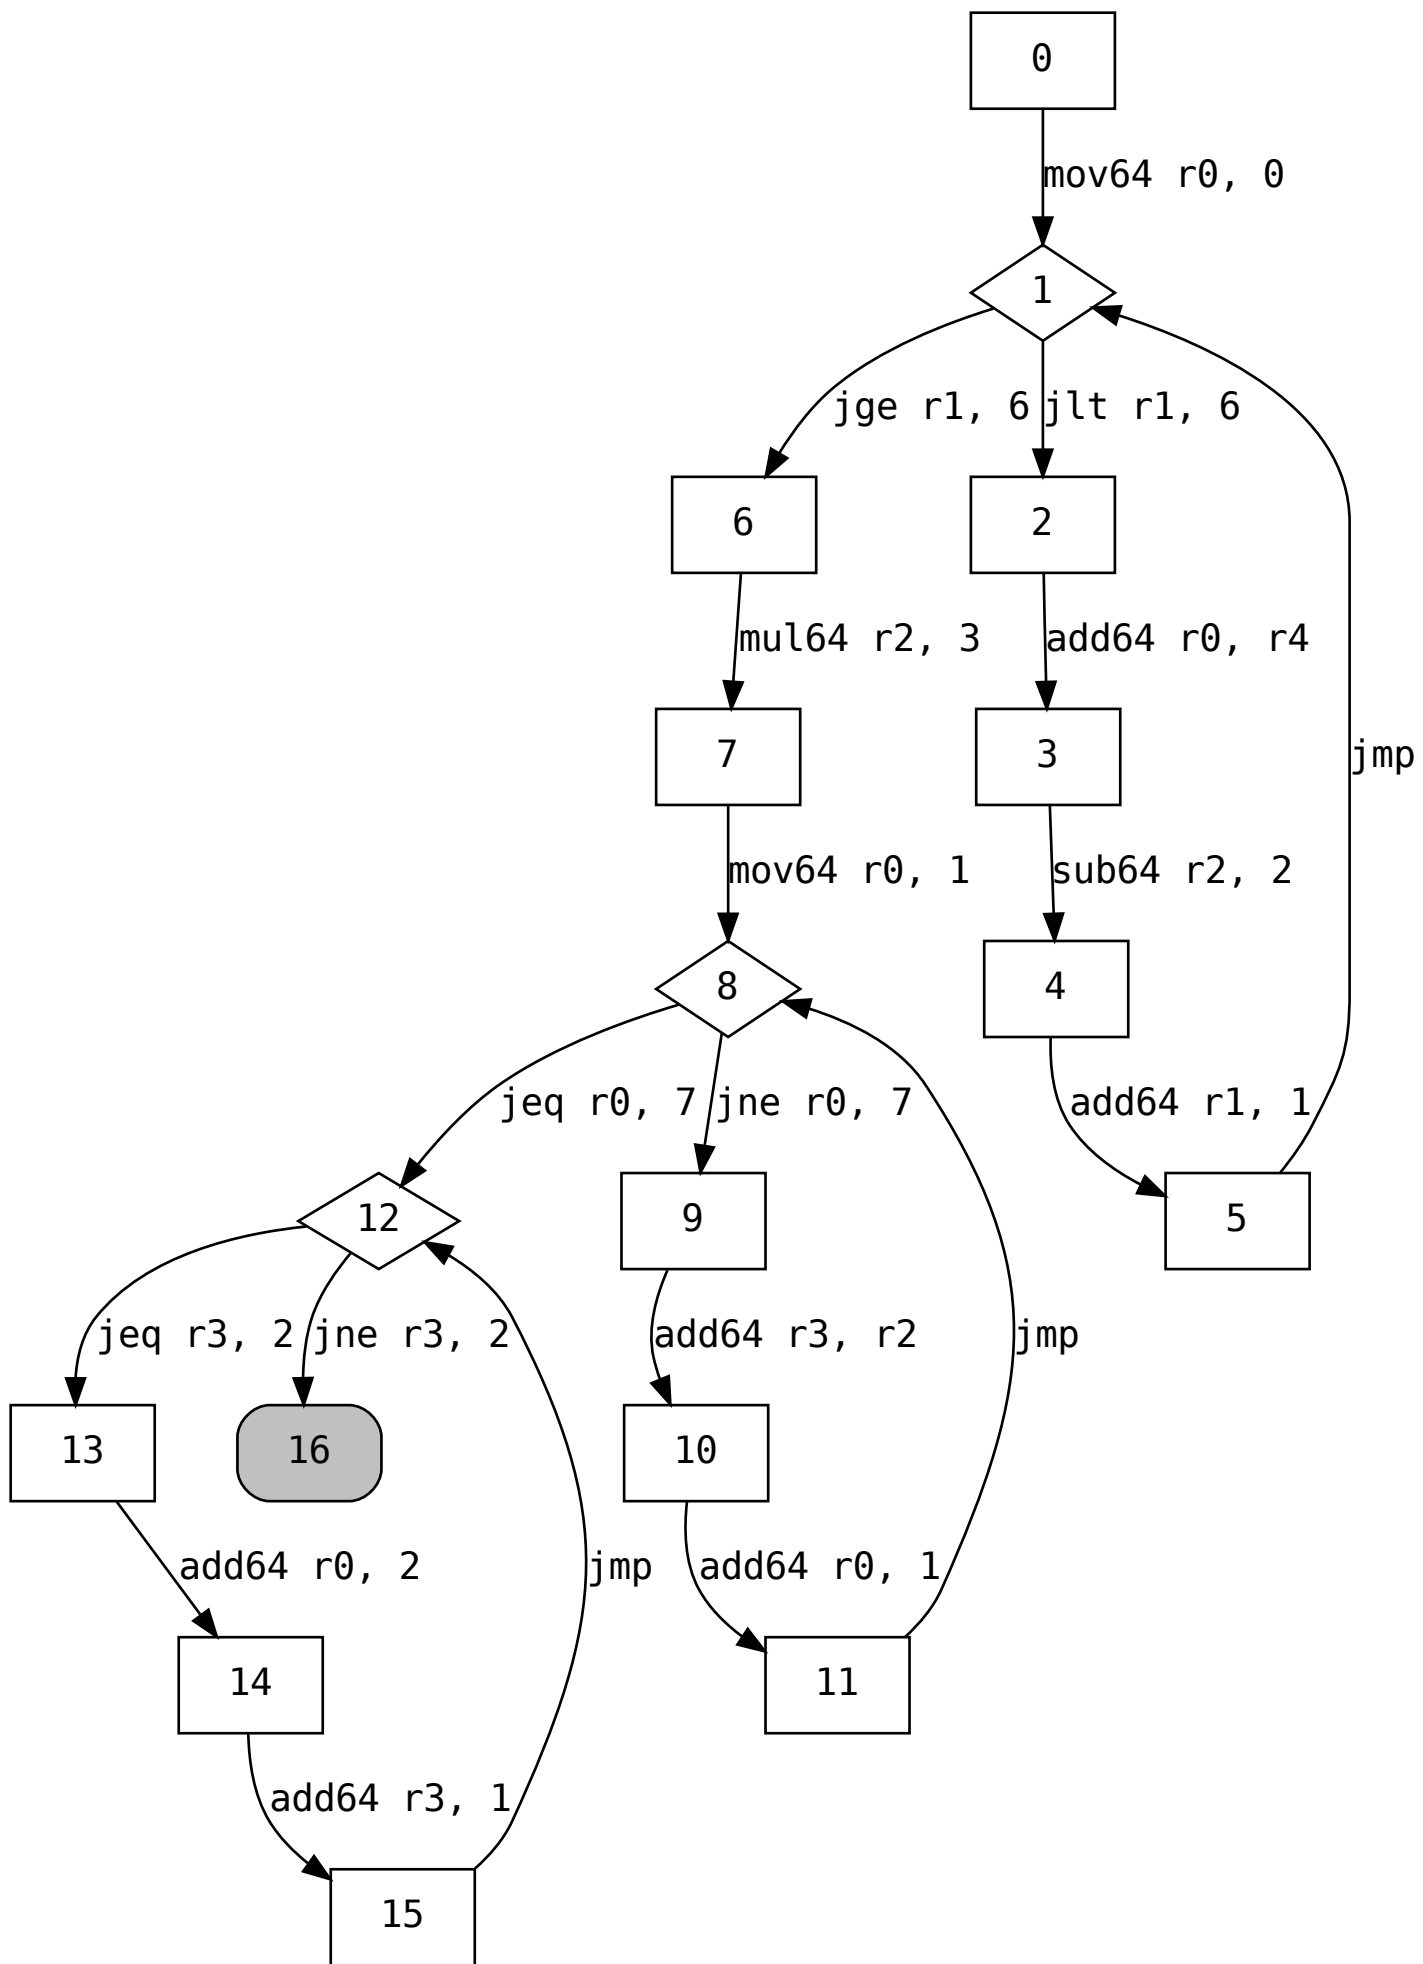 0
mov64 r0, 0
1
jge r1, 6
jlt r1, 6
6
2
mul64 r2, 3
add64 r0, r4
7
3
jmp
mov64 r0, 1
sub64 r2, 2
8
4
jeq r0, 7
jne r0, 7
add64 r1, 1
12
9
5
jeq r3, 2
jne r3, 2
add64 r3, r2
jmp
13
16
10
add64 r0, 2
jmp
add64 r0, 1
14
11
add64 r3, 1
15